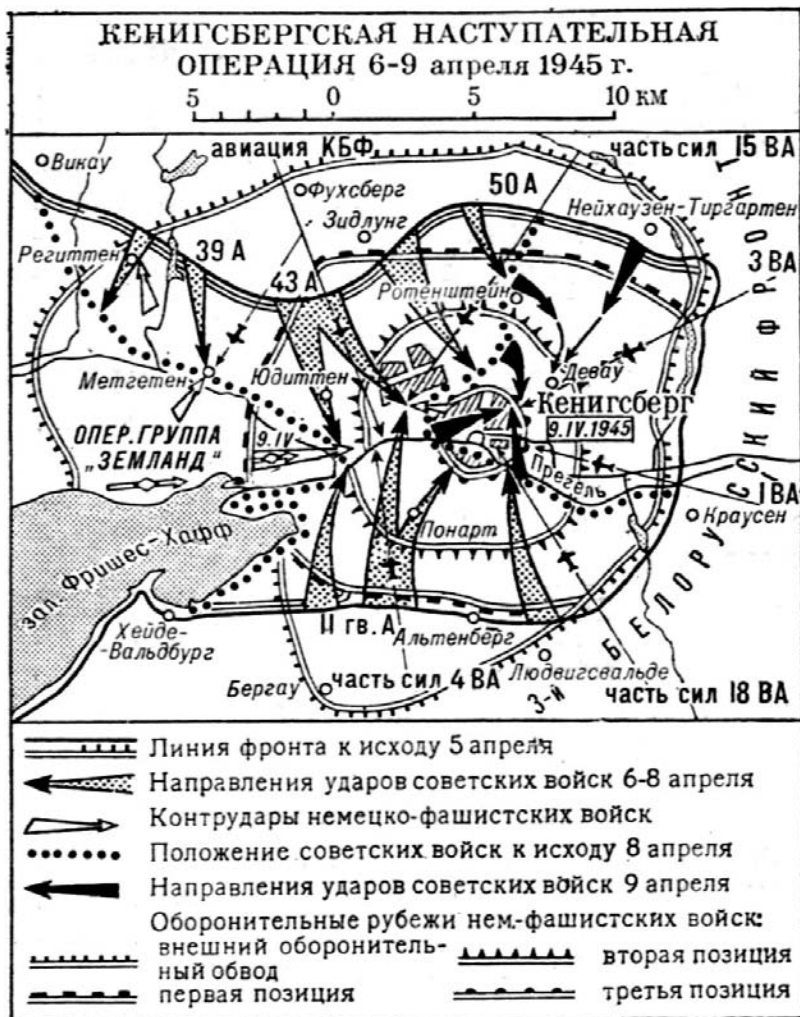 КЕНИГСБЕРГСКАЯ НАСТУПАТЕЛЬНАЯ
ОПЕРАЦИЯ 6-9 апреля 1945 г.
5 0 5 10 км
Викау
авиация КБФ
часть сил 15 ВА
Фухсберг
50 А
Зидлунг
Нейхаузен-Тиргартен
Региттен
39 А
3 ВА
43 А
Ротенштейн
Метгетен
Юдиттен
Девау
Кенигсберг
9.IV.1945
ОПЕР. ГРУППА
„ЗЕМЛАНД"
9.IV
Прегель
1 ВА
Краусен
Понарт
зал. Фришес-Хафф
11 гв. А
Альтенберг
Хейде-
Вальдбург
Людвигсвальде
Бергау
часть сил 4 ВА
часть сил 18 ВА
3-й БЕЛОРУССКИЙ ФРОНТ
Линия фронта к исходу 5 апреля
Направления ударов советских войск 6-8 апреля
Контрудары немецко-фашистских войск
Положение советских войск к исходу 8 апреля
Направления ударов советских войск 9 апреля
Оборонительные рубежи нем.-фашистских войск:
внешний оборонитель-
ный обвод
вторая позиция
первая позиция
третья позиция